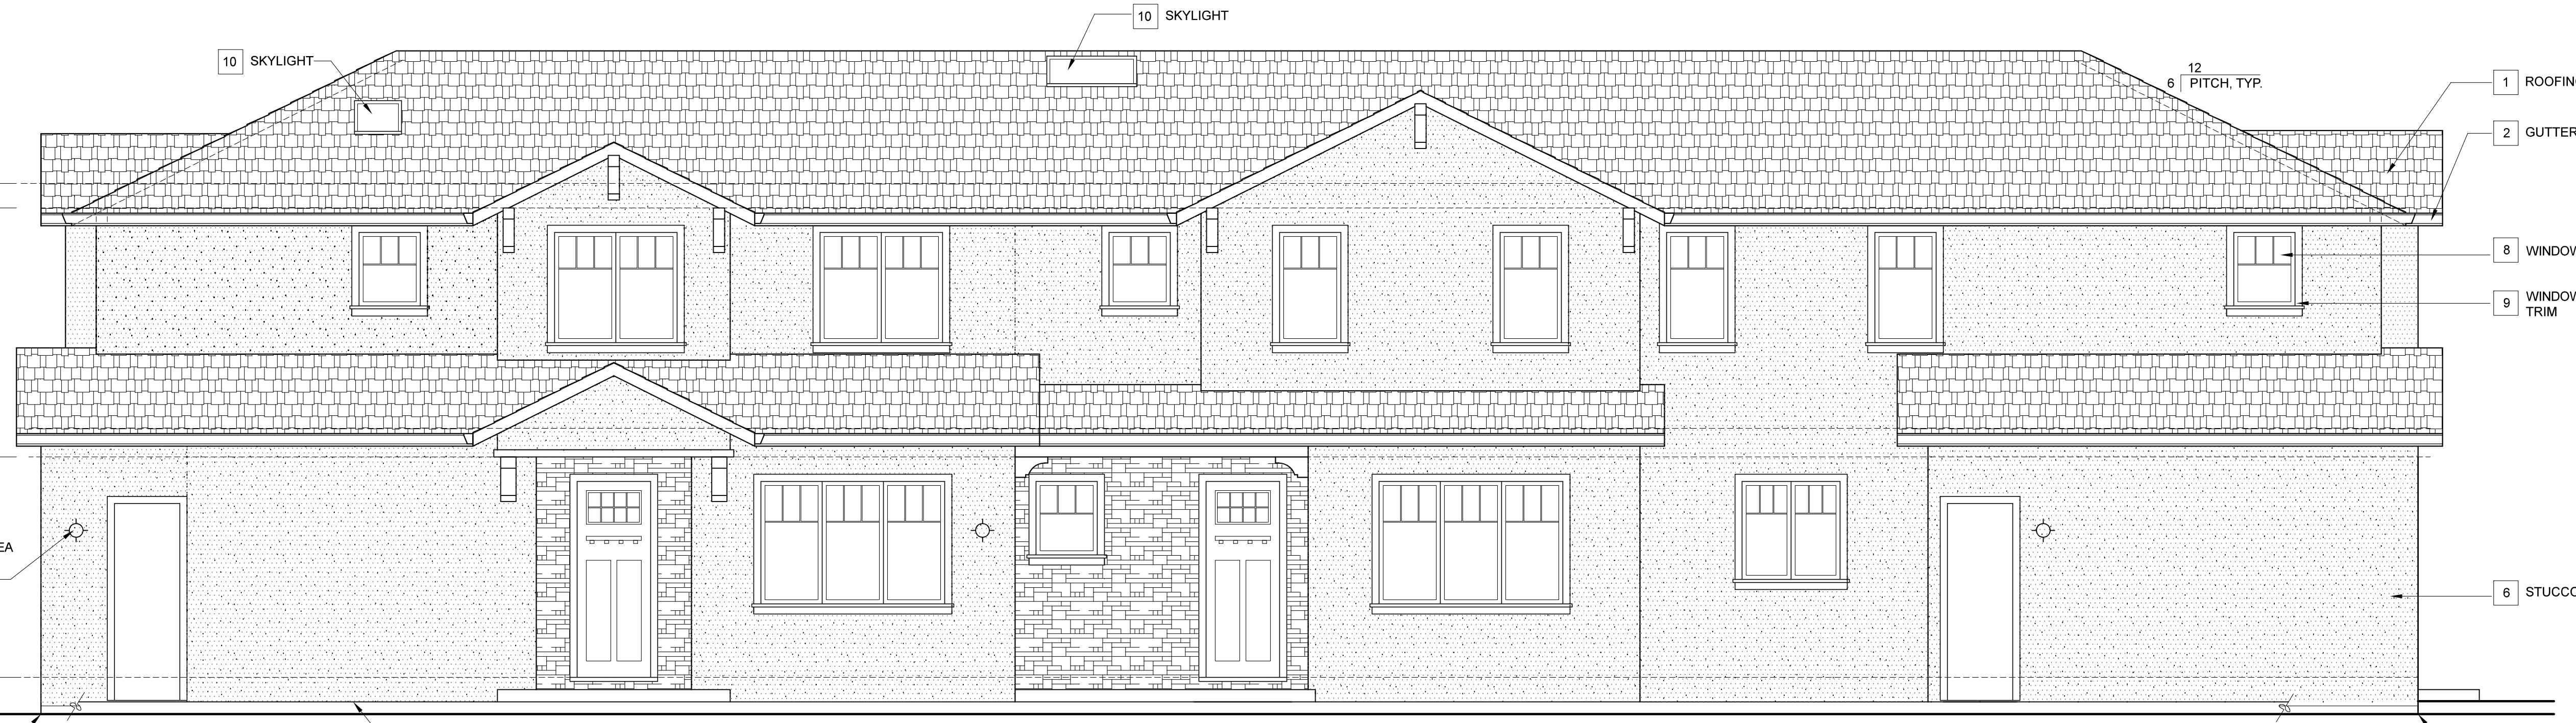 10 SKYLIGHT
10 SKYLIGHT
12
6 PITCH, TYP.
1 ROOFIN
2 GUTTER
8 WINDOW
9 WINDOW
TRIM
EA
6 STUCCO